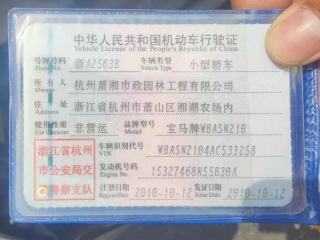 中华人民共和国机动车行驶证
Vehicle License of the People's Republic of China
号牌号码 浙A2563B 车辆类型 小型轿车
Plate No. Vehicle Type
所有人 杭州萧湘市政园林工程有限公司
Owner
住址 浙江省杭州市萧山区湘湖农场内
Address
使用性质 非营运 品牌型号 宝马牌WBASN210
Use Character Model
浙江省杭州市公安局交警察支队
车辆识别代号 WBASN2104AC533258
VIN
发动机号码 15327468N55B30A
Engine No.
注册日期 2010-10-12 发证日期 2010-10-12
Register Date Issue Date